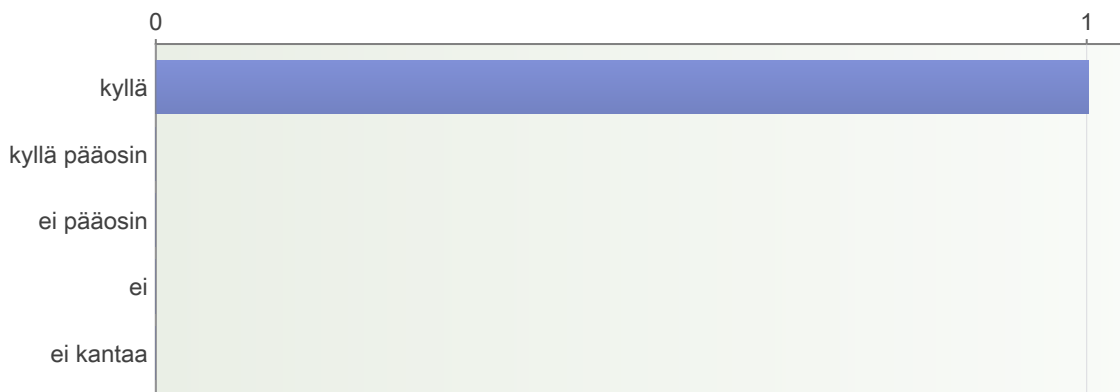 0 1
kyllä
kyllä pääosin
ei pääosin
ei
ei kantaa